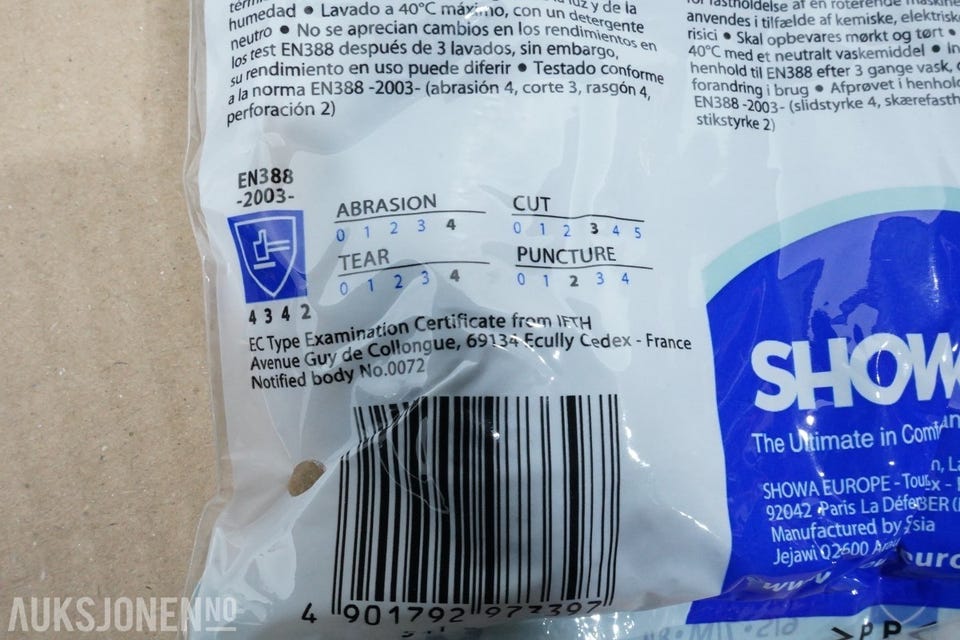 humedad • Lavado a 40°C máximo, con un detergente
neutro • No se aprecian cambios en los rendimientos en
los test EN388 después de 3 lavados, sin embargo,
su rendimiento en uso puede diferir • Testado conforme
a la norma EN388 -2003- (abrasión 4, corte 3, rasgón 4,
perforación 2)
anvendes i tilfælde af kemiske, elektrisk
risici • Skal opbevares mørkt og tørt •
40°C med et neutralt vaskemiddel •
henhold til EN388 efter 3 gange vask,
forandring i brug • Afprøvet i henhol
EN388 -2003- (slidstyrke 4, skærefasth
stikstyrke 2)
EN388
-2003-
4 3 4 2
ABRASION
0 1 2 3 4
CUT
0 1 2 3 4 5
TEAR
0 1 2 3 4
PUNCTURE
0 1 2 3 4
EC Type Examination Certificate from IFTH
Avenue Guy de Collongue, 69134 Ecully Cedex - France
Notified body No.0072
4 901792 977397
SHOW
The Ultimate in Com
SHOWA EUROPE - Tou
92042 Paris La Défe
Manufactured by
Jejawi 02600
AUKSJONEN.NO